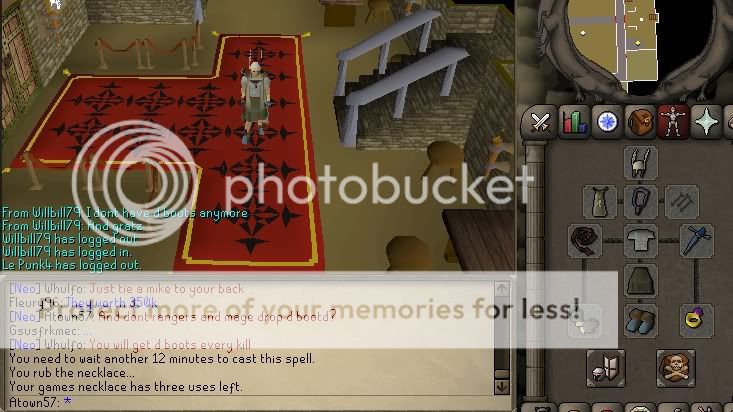 From Willbill79: I dont have d boots anymore
From Willbill79: And gratz
Willbill79 has logged out.
Willbill79 has logged in.
Le Punk4 has logged out.
photobucket
[Neo] Whulfo: Just tie a mike to your back
Fleury96: They worth 350k
Protect more of your memories for less!
[Neo] Atown57: And dont rangers and mage drop d bootd?
Gsusfrkmec: ...
[Neo] Whulfo: You will get d boots every kill
You need to wait another 12 minutes to cast this spell.
You rub the necklace...
Your games necklace has three uses left.
Atown57: *